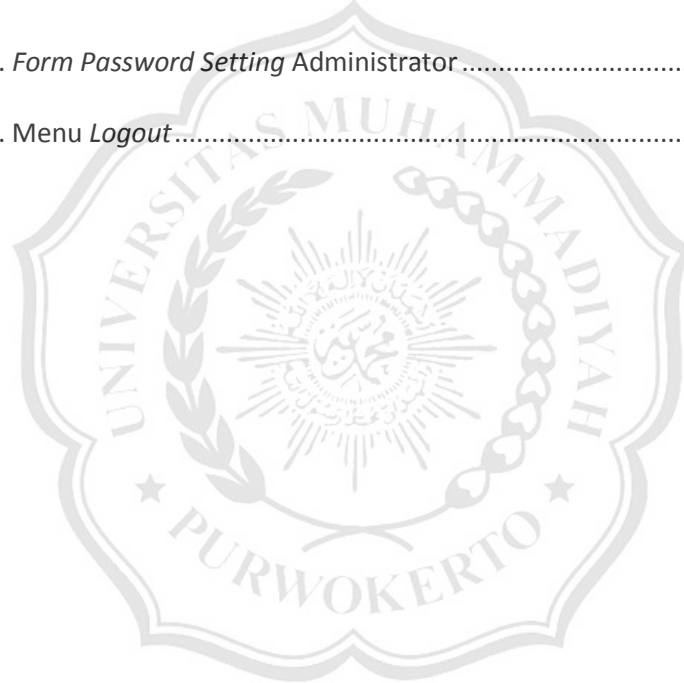 . Form Password Setting Administrator ..............................
. Menu Logout .....................................................................
UNIVERSITAS MUHAMMADIYAH
PURWOKERTO